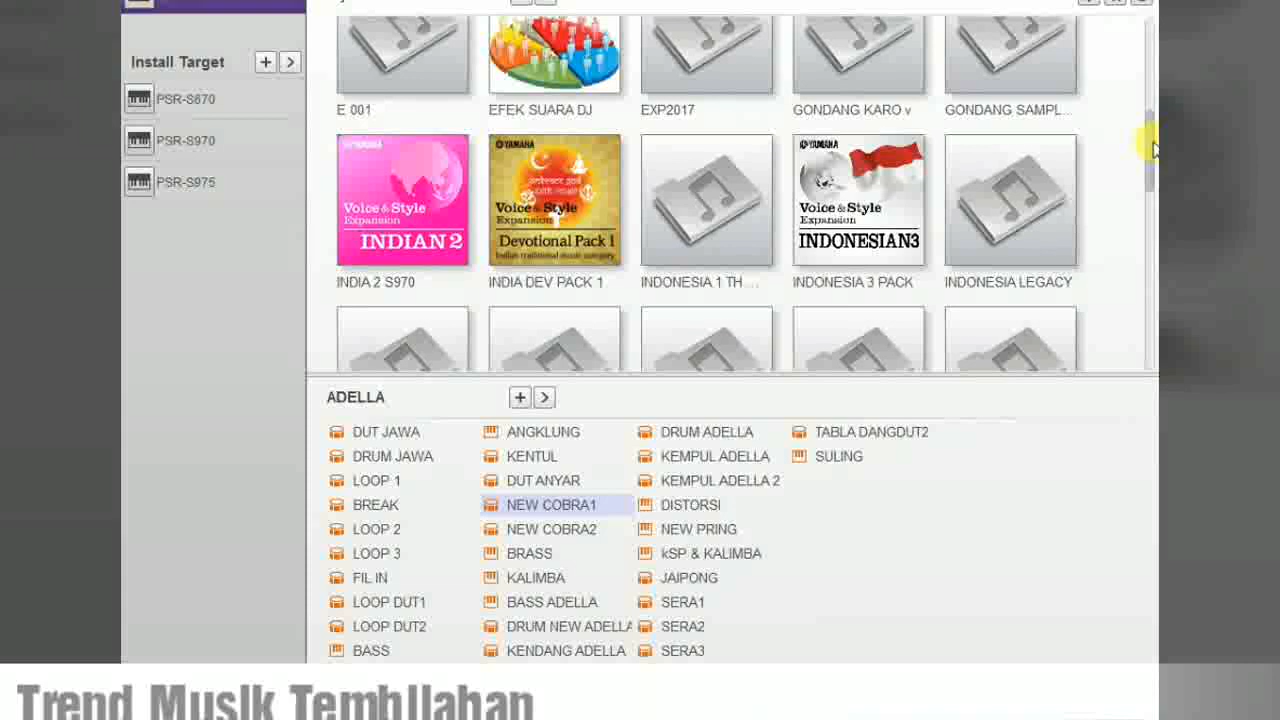 Install Target
PSR-S670
PSR-S970
PSR-S975
E 001
EFEK SUARA DJ
EXP2017
GONDANG KARO v
GONDANG SAMPL...
YAMAHA
Voice & Style
Expansion
INDIAN 2
YAMAHA
Voice & Style
Expansion
Devotional Pack 1
Indian traditional music category
YAMAHA
Voice & Style
Expansion
INDONESIAN3
INDIA 2 S970
INDIA DEV PACK 1
INDONESIA 1 TH ...
INDONESIA 3 PACK
INDONESIA LEGACY
ADELLA
DUT JAWA
DRUM JAWA
LOOP 1
BREAK
LOOP 2
LOOP 3
FIL IN
LOOP DUT1
LOOP DUT2
BASS
ANGKLUNG
KENTUL
DUT ANYAR
NEW COBRA1
NEW COBRA2
BRASS
KALIMBA
BASS ADELLA
DRUM NEW ADELLA
KENDANG ADELLA
DRUM ADELLA
KEMPUL ADELLA
KEMPUL ADELLA 2
DISTORSI
NEW PRING
kSP & KALIMBA
JAIPONG
SERA1
SERA2
SERA3
TABLA DANGDUT2
SULING
Trend Musik Tembilahan